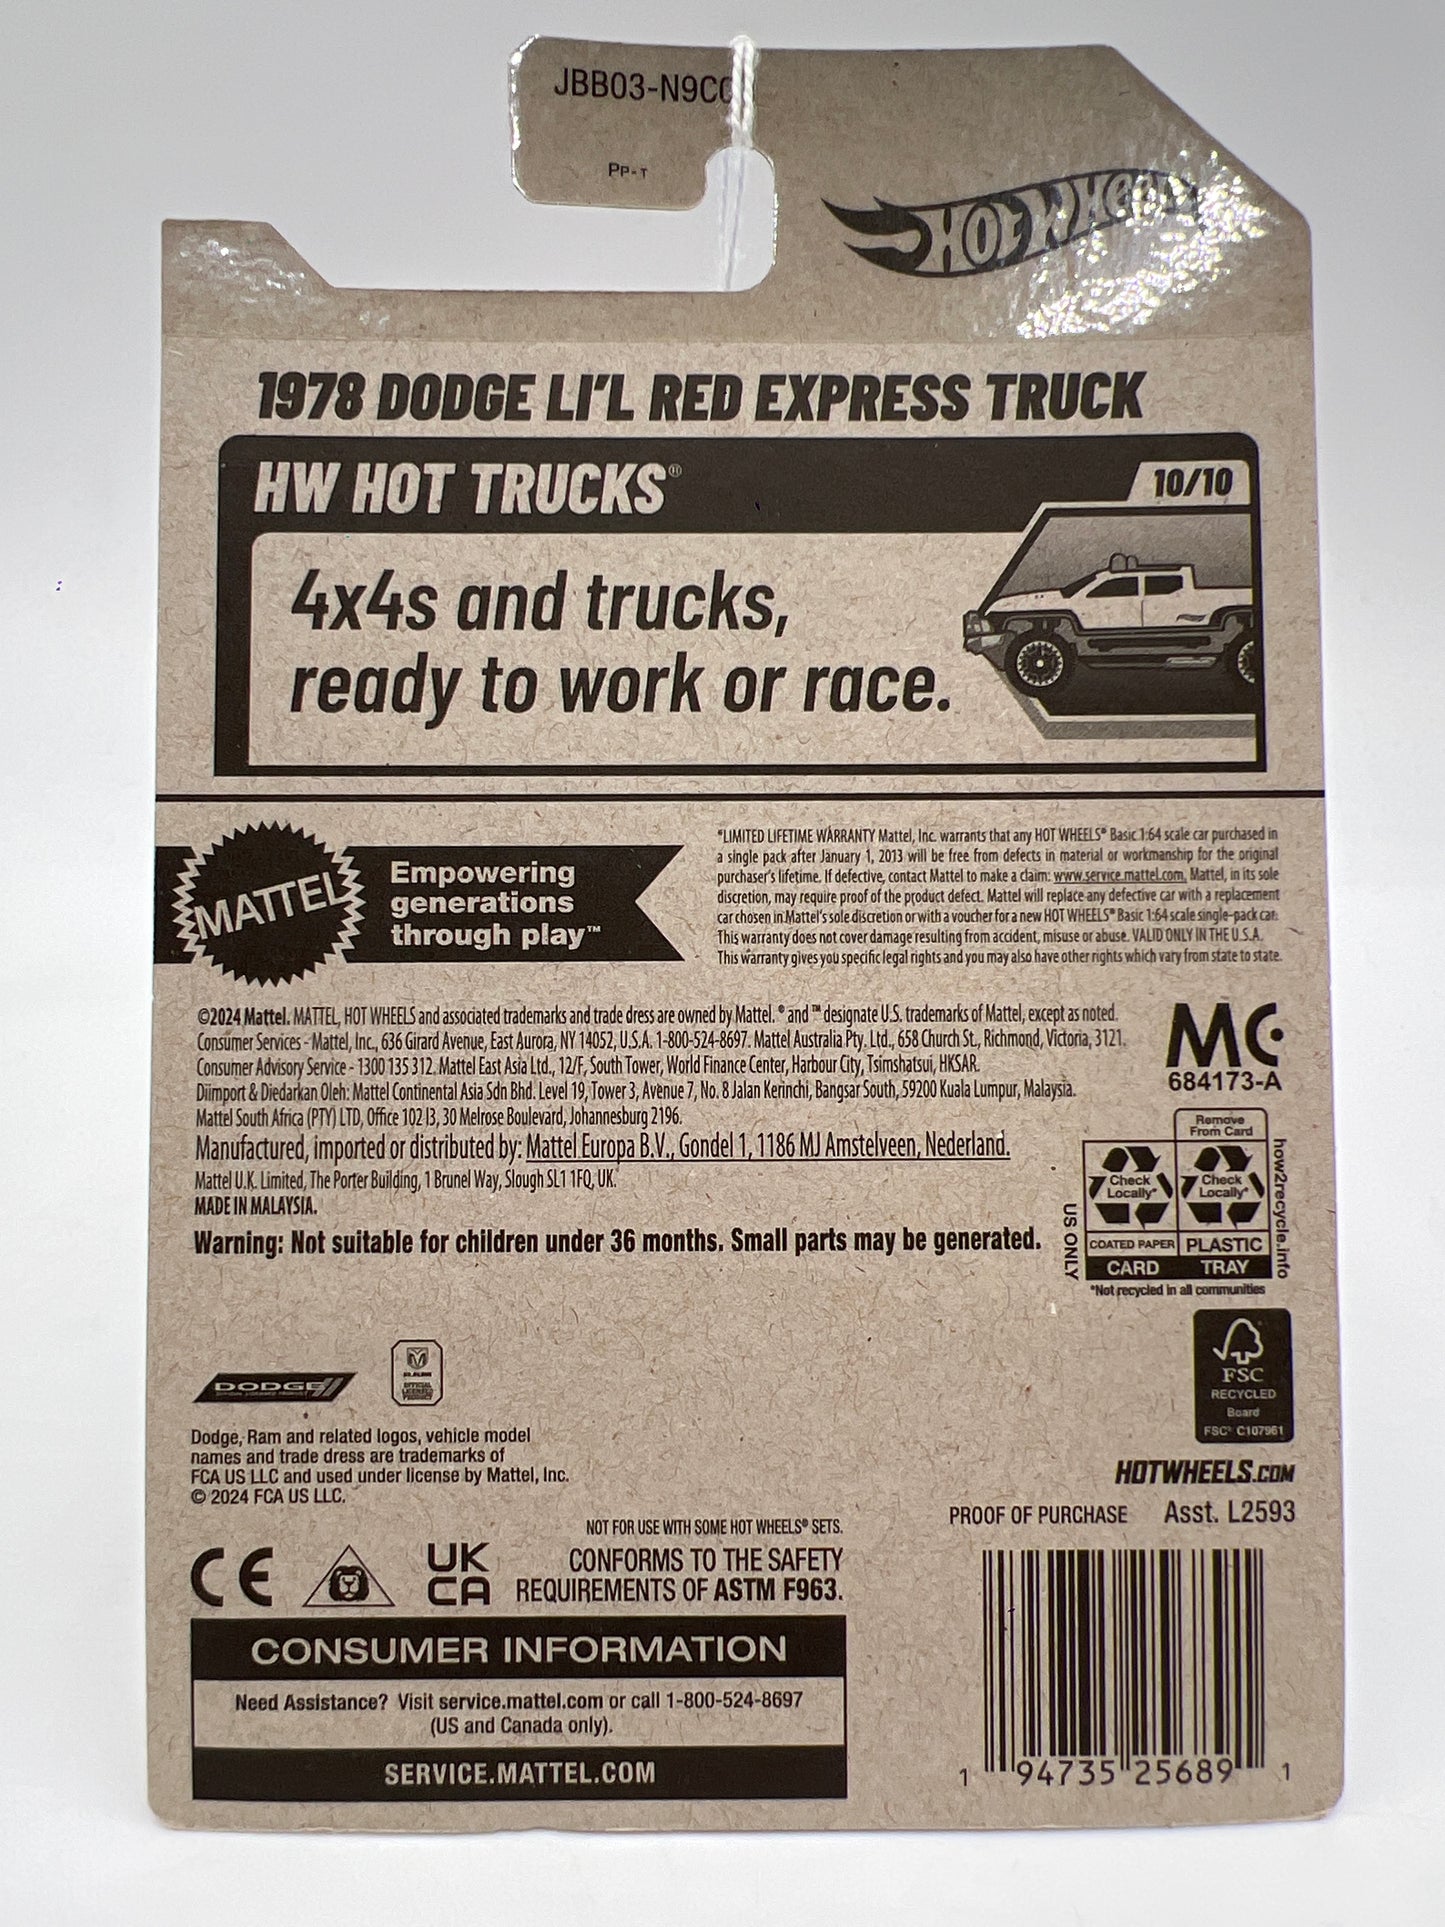 JBB03-N9C
PP-T
HOT WHEELS
1978 DODGE LI'L RED EXPRESS TRUCK
HW HOT TRUCKS®
10/10
4x4s and trucks,
ready to work or race.
MATTEL
Empowering
generations
through play™
*LIMITED LIFETIME WARRANTY Mattel, Inc. warrants that any HOT WHEELS® Basic 1:64 scale car purchased in
a single pack after January 1, 2013 will be free from defects in material or workmanship for the original
purchaser's lifetime. If defective, contact Mattel to make a claim: www.service.mattel.com. Mattel, in its sole
discretion, may require proof of the product defect. Mattel will replace any defective car with a replacement
car chosen in Mattel's sole discretion or with a voucher for a new HOT WHEELS® Basic 1:64 scale single-pack car.
This warranty does not cover damage resulting from accident, misuse or abuse. VALID ONLY IN THE U.S.A.
This warranty gives you specific legal rights and you may also have other rights which vary from state to state.
©2024 Mattel. MATTEL, HOT WHEELS and associated trademarks and trade dress are owned by Mattel. ® and ™ designate U.S. trademarks of Mattel, except as noted.
Consumer Services - Mattel, Inc., 636 Girard Avenue, East Aurora, NY 14052, U.S.A. 1-800-524-8697. Mattel Australia Pty. Ltd., 658 Church St., Richmond, Victoria, 3121.
Consumer Advisory Service - 1300 135 312. Mattel East Asia Ltd., 12/F, South Tower, World Finance Center, Harbour City, Tsimshatsui, HKSAR.
Diimport & Diedarkan Oleh: Mattel Continental Asia Sdn Bhd. Level 19, Tower 3, Avenue 7, No. 8 Jalan Kerinchi, Bangsar South, 59200 Kuala Lumpur, Malaysia.
Mattel South Africa (PTY) LTD, Office 102 I3, 30 Melrose Boulevard, Johannesburg 2196.
Manufactured, imported or distributed by: Mattel Europa B.V., Gondel 1, 1186 MJ Amstelveen, Nederland.
Mattel U.K. Limited, The Porter Building, 1 Brunel Way, Slough SL1 1FQ, UK.
MADE IN MALAYSIA.
Warning: Not suitable for children under 36 months. Small parts may be generated.
MC
684173-A
Remove
From Card
Check
Locally*
Check
Locally*
COATED PAPER
PLASTIC
CARD
TRAY
US ONLY
how2recycle.info
*Not recycled in all communities
FSC
RECYCLED
Board
FSC® C107961
DODGE
OFFICIAL
LICENSED
PRODUCT
Dodge, Ram and related logos, vehicle model
names and trade dress are trademarks of
FCA US LLC and used under license by Mattel, Inc.
© 2024 FCA US LLC.
HOTWHEELS.COM
PROOF OF PURCHASE
Asst. L2593
NOT FOR USE WITH SOME HOT WHEELS® SETS.
CE
UK
CA
CONFORMS TO THE SAFETY
REQUIREMENTS OF ASTM F963.
CONSUMER INFORMATION
Need Assistance? Visit service.mattel.com or call 1-800-524-8697
(US and Canada only).
SERVICE.MATTEL.COM
1 94735 25689 1